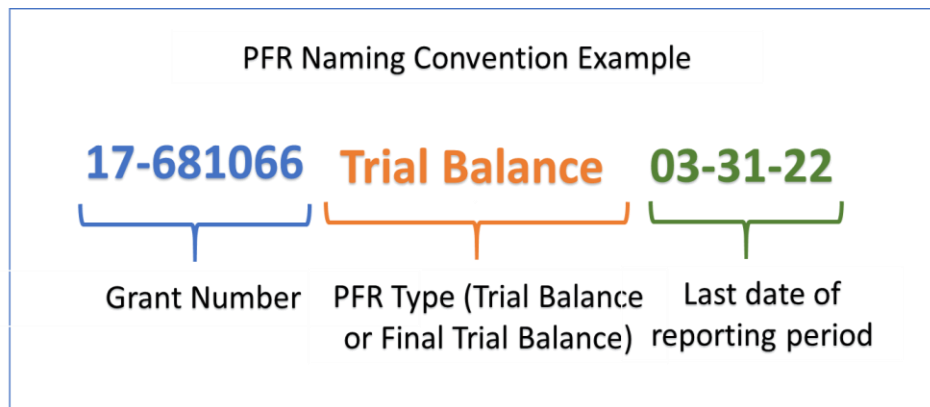 PFR Naming Convention Example
17-681066 Trial Balance 03-31-22
Grant Number
PFR Type (Trial Balance
or Final Trial Balance)
Last date of
reporting period